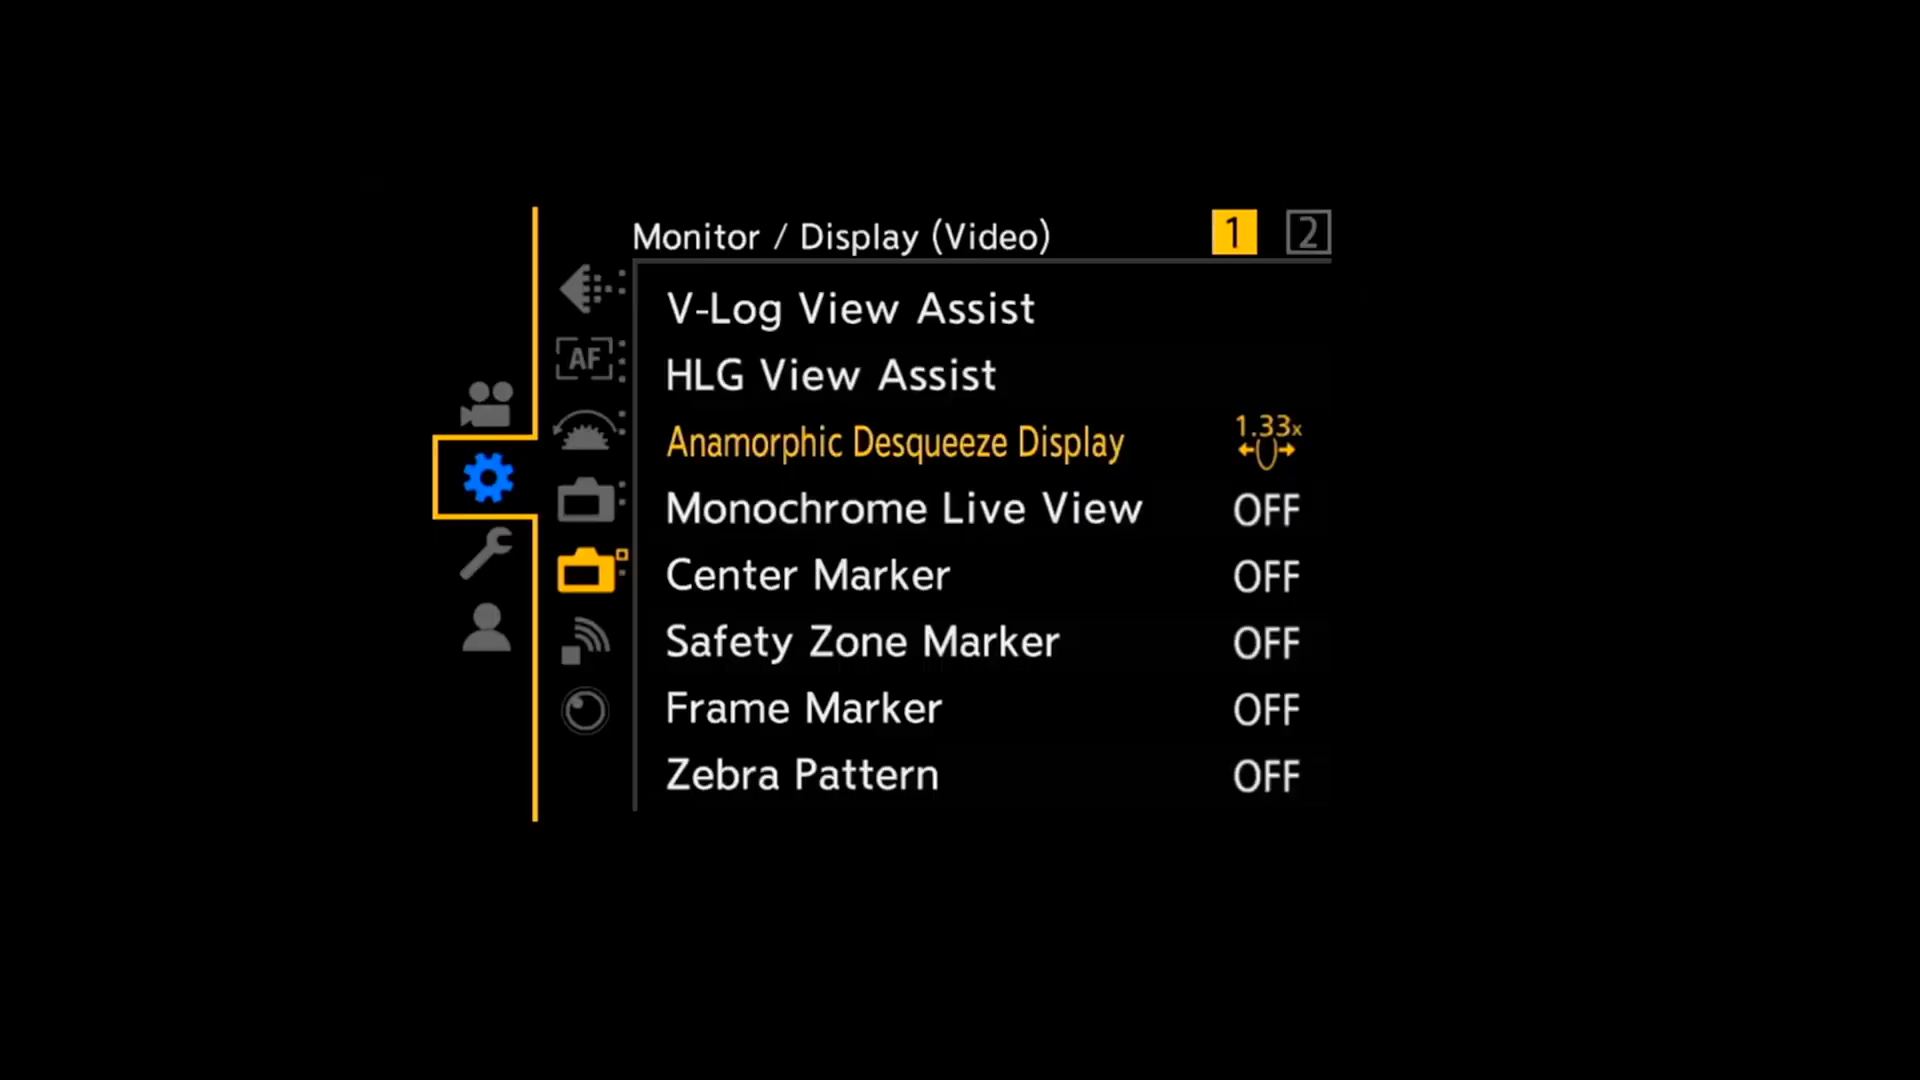 Monitor / Display (Video) 1 2
V-Log View Assist
HLG View Assist
Anamorphic Desqueeze Display 1.33x
Monochrome Live View OFF
Center Marker OFF
Safety Zone Marker OFF
Frame Marker OFF
Zebra Pattern OFF
AF